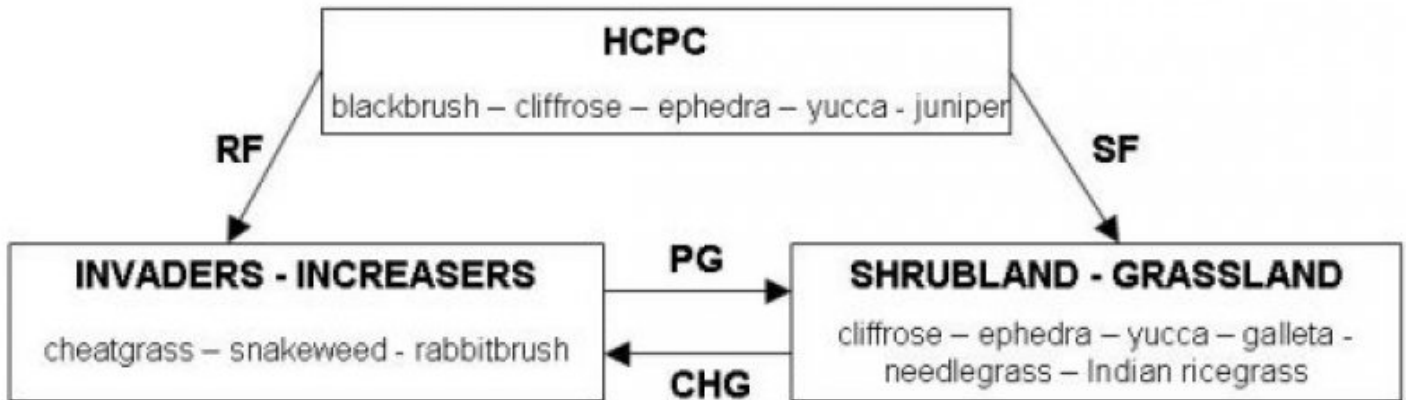 HCPC
blackbrush – cliffrose – ephedra – yucca - juniper
RF
SF
INVADERS - INCREASERS
cheatgrass – snakeweed - rabbitbrush
PG
CHG
SHRUBLAND - GRASSLAND
cliffrose – ephedra – yucca – galleta -
needlegrass – Indian ricegrass